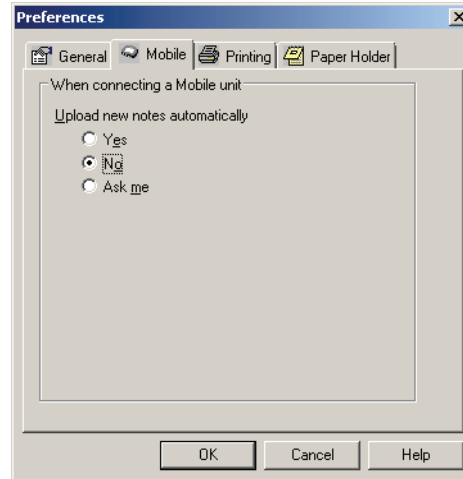 Preferences
General Mobile Printing Paper Holder
When connecting a Mobile unit
Upload new notes automatically
Yes
No
Ask me
OK Cancel Help